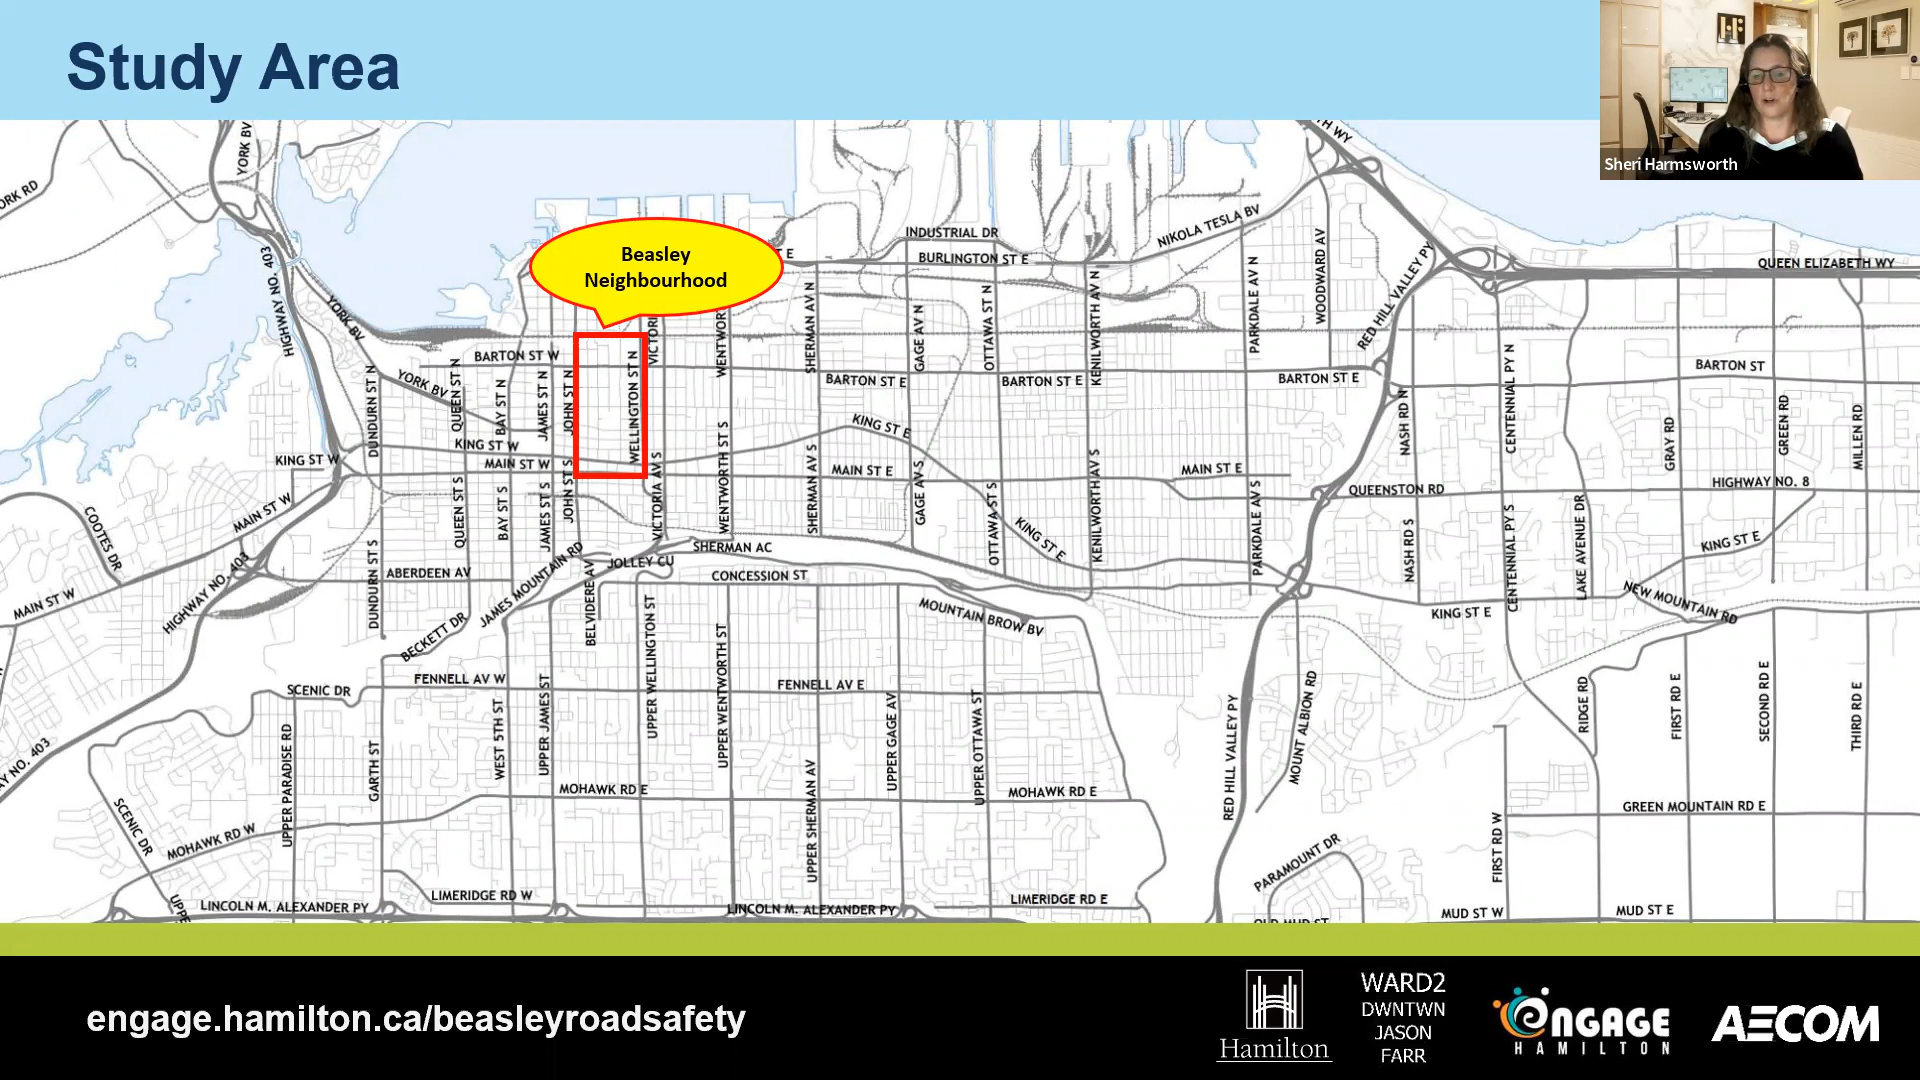 Study Area
Sheri Harmsworth
Beasley
Neighbourhood
YORK BV
YORK RD
HIGHWAY NO. 403
YORK BV
INDUSTRIAL DR
BURLINGTON ST E
NIKOLA TESLA BV
WOODWARD AV
PARKDALE AV N
RED HILL VALLEY PY
QUEEN ELIZABETH WY
BARTON ST W
YORK BV
DUNDURN ST N
QUEEN ST N
BAY ST N
JAMES ST N
JOHN ST N
WELLINGTON ST N
SHERMAN AV N
GAGE AV N
OTTAWA ST N
KENILWORTH AV N
BARTON ST E
BARTON ST E
BARTON ST E
BARTON ST
CENTENNIAL PY N
NASH RD N
GRAY RD
GREEN RD
MILLEN RD
KING ST W
KING ST W
MAIN ST W
KING ST E
MAIN ST E
MAIN ST E
QUEENSTON RD
HIGHWAY NO. 8
COOTES DR
MAIN ST W
MAIN ST W
HIGHWAY NO. 403
DUNDURN ST S
QUEEN ST S
BAY ST S
JAMES ST S
JOHN ST S
VICTORIA AV S
WENTWORTH ST S
SHERMAN AV S
GAGE AV S
OTTAWA ST S
KENILWORTH AV S
PARKDALE AV S
NASH RD S
CENTENNIAL PY S
LAKE AVENUE DR
KING ST E
KING ST E
KING ST E
NEW MOUNTAIN RD
SHERMAN AC
JOLLEY CU
ABERDEEN AV
CONCESSION ST
JAMES MOUNTAIN RD
BELVIDERE AV
BECKETT DR
MOUNTAIN BROW BV
SCENIC DR
FENNELL AV W
FENNELL AV E
UPPER PARADISE RD
GARTH ST
WEST 5TH ST
UPPER JAMES ST
UPPER WELLINGTON ST
UPPER WENTWORTH ST
UPPER SHERMAN AV
UPPER GAGE AV
UPPER OTTAWA ST
RED HILL VALLEY PY
MOUNT ALBION RD
RIDGE RD
FIRST RD E
SECOND RD E
THIRD RD E
SCENIC DR
MOHAWK RD W
MOHAWK RD E
MOHAWK RD E
GREEN MOUNTAIN RD E
FIRST RD W
PARAMOUNT DR
LIMERIDGE RD W
LIMERIDGE RD E
LINCOLN M. ALEXANDER PY
LINCOLN M. ALEXANDER PY
MUD ST W
MUD ST E
engage.hamilton.ca/beasleyroadsafety
Hamilton
WARD2
DWNTWN
JASON
FARR
ENGAGE
HAMILTON
AECOM